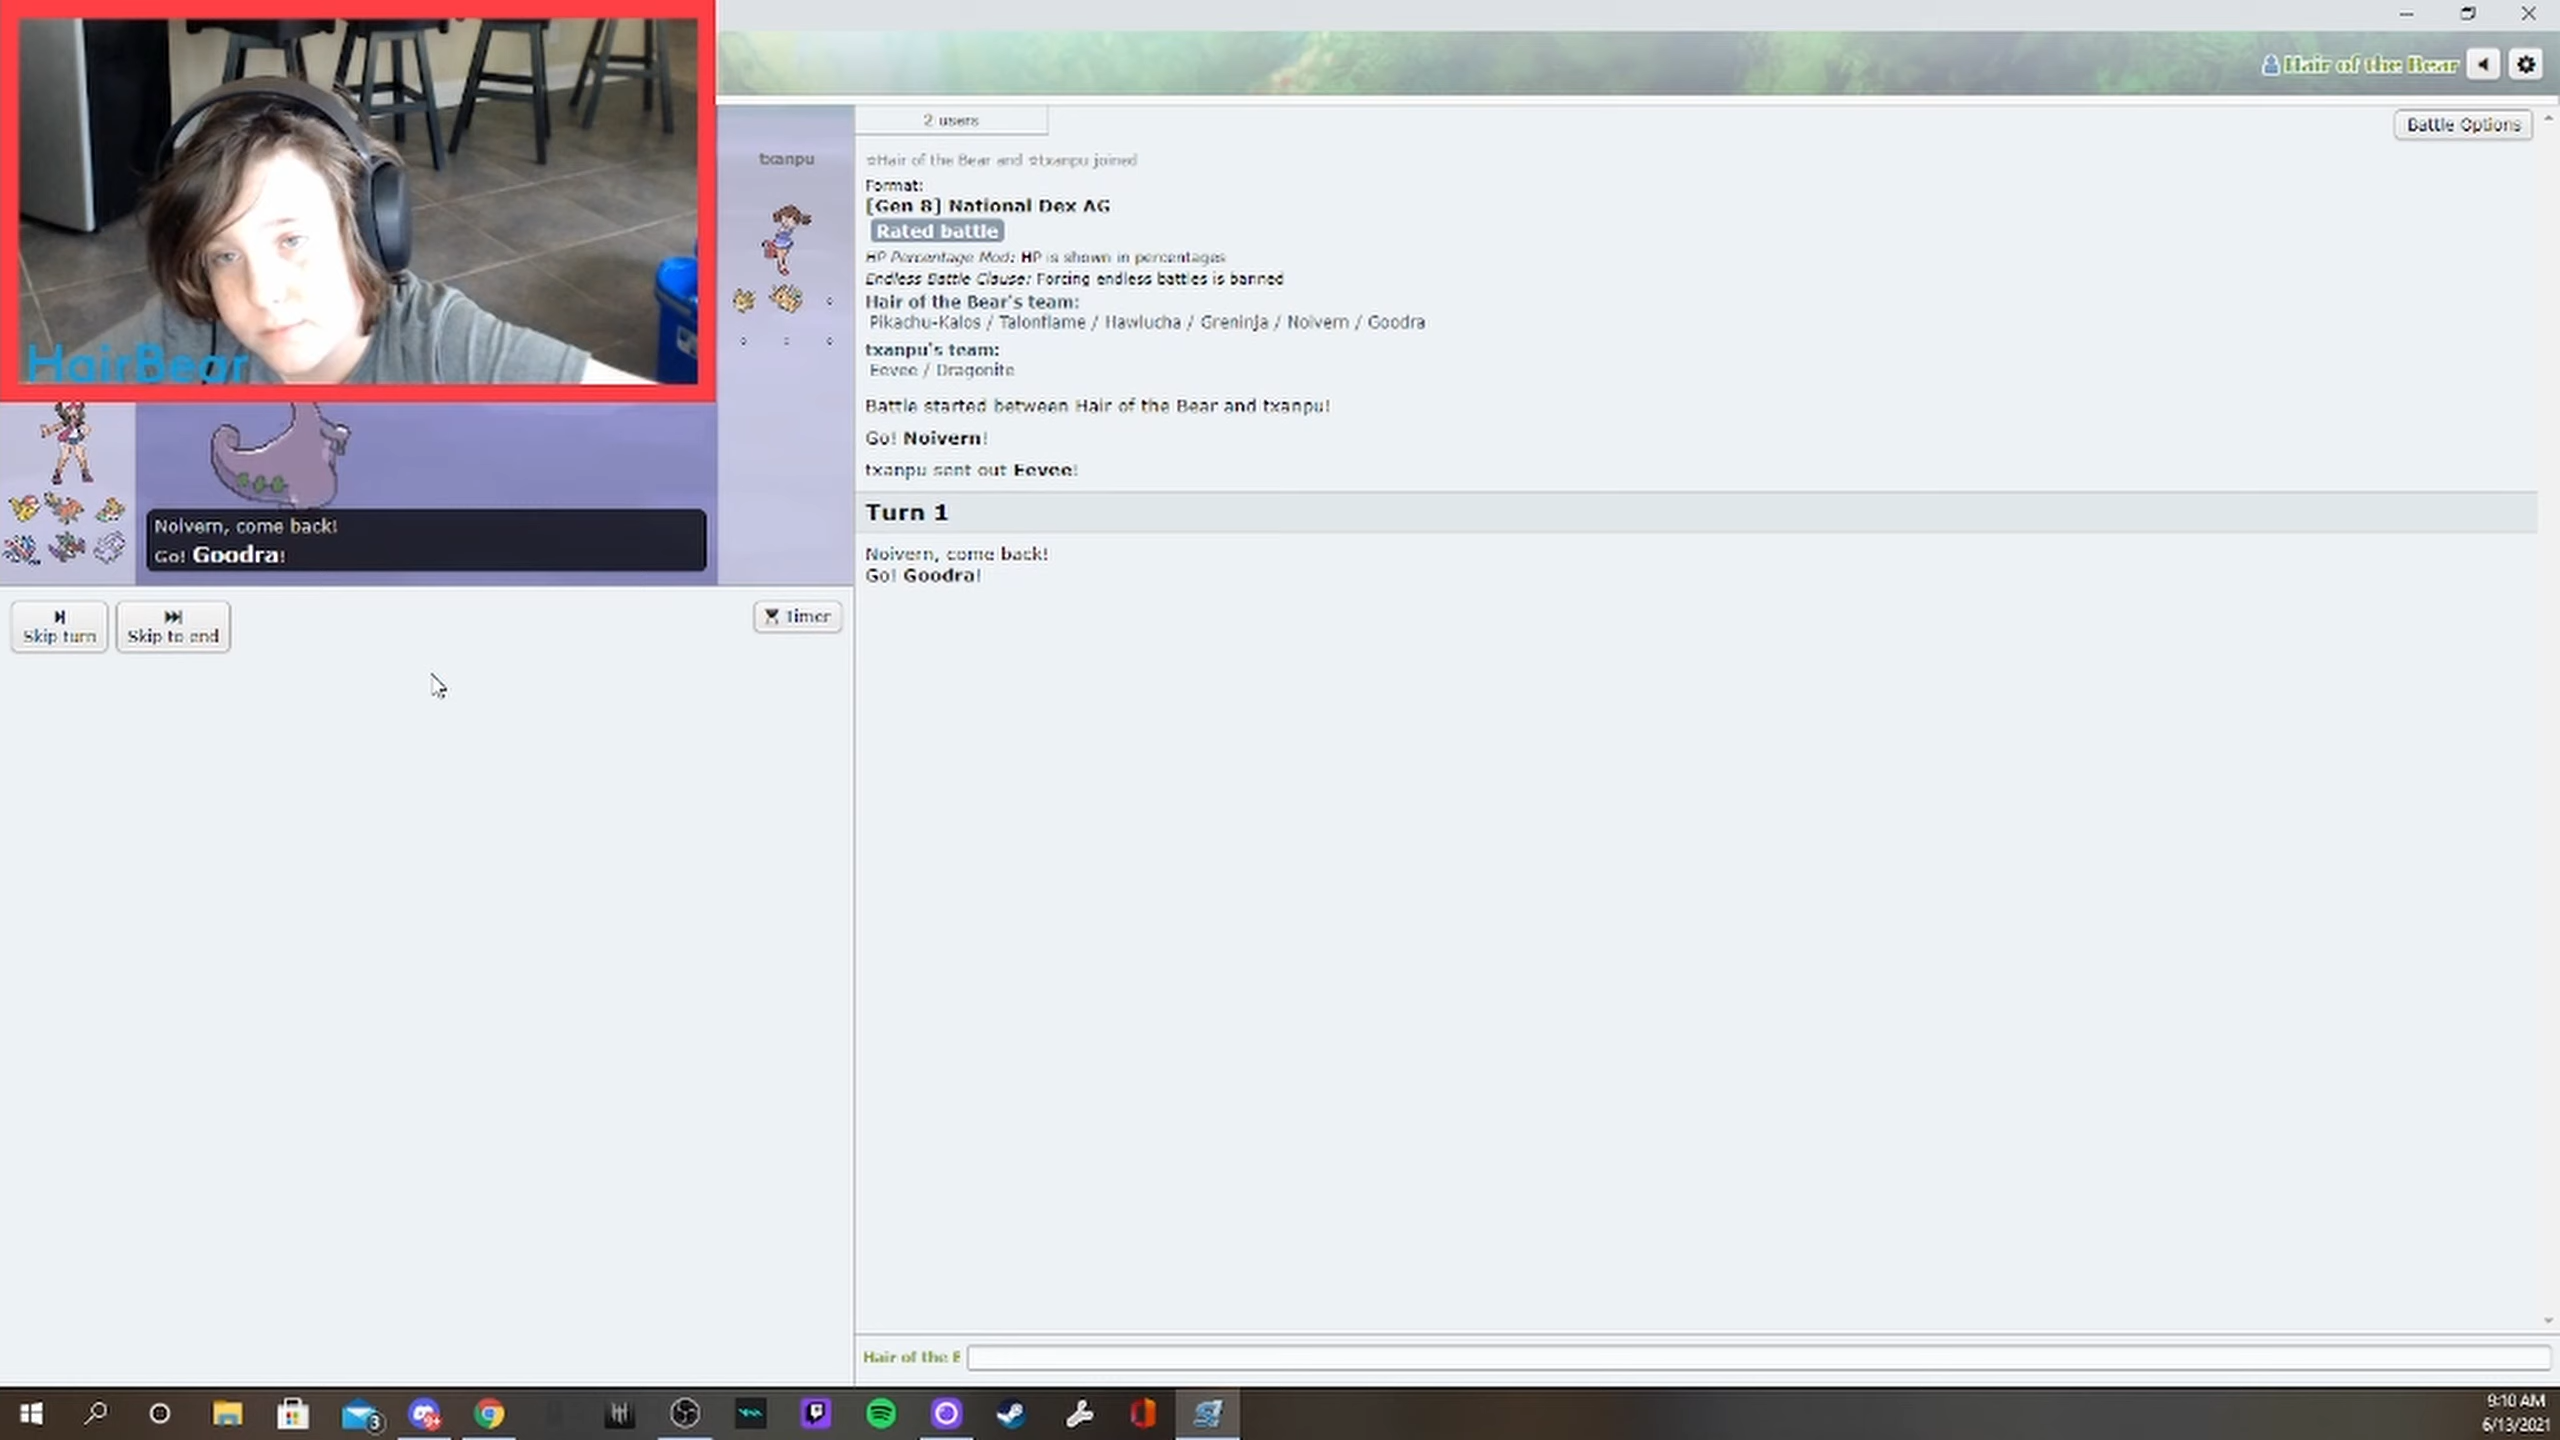 HairBear
Hair of the Bear
2 users
Battle Options
txanpu
☆Hair of the Bear and ☆txanpu joined
Format:
[Gen 8] National Dex AG
Rated battle
HP Percentage Mod: HP is shown in percentages
Endless Battle Clause: Forcing endless battles is banned
Hair of the Bear's team:
Pikachu-Kalos / Talonflame / Hawlucha / Greninja / Noivern / Goodra
txanpu's team:
Eevee / Dragonite
Battle started between Hair of the Bear and txanpu!
Go! Noivern!
txanpu sent out Eevee!
Turn 1
Noivern, come back!
Go! Goodra!
Noivern, come back!
Go! Goodra!
Skip turn
Skip to end
Timer
Hair of the E
3
9+
9:10 AM
6/13/2021